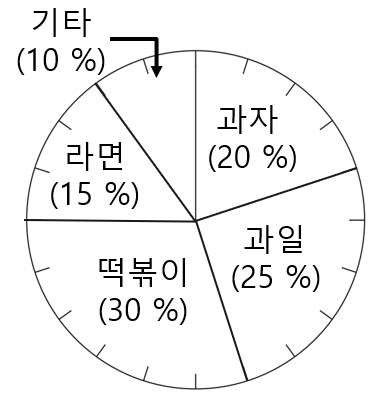 기타
(10 %)
과자
(20 %)
라면
(15 %)
과일
(25 %)
떡볶이
(30 %)